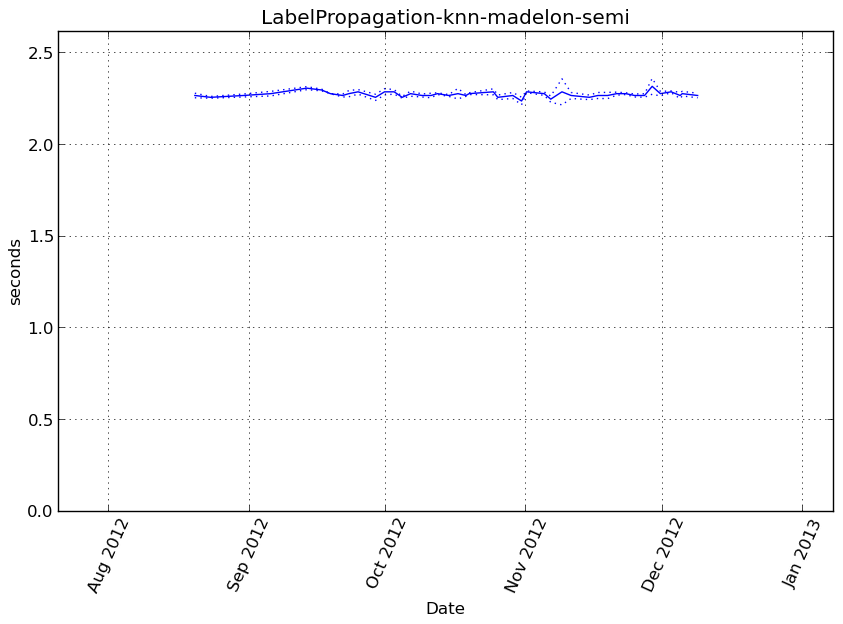 LabelPropagation-knn-madelon-semi
2.5
2.0
1.5
1.0
0.5
0.0
seconds
Aug 2012
Sep 2012
Oct 2012
Nov 2012
Dec 2012
Jan 2013
Date